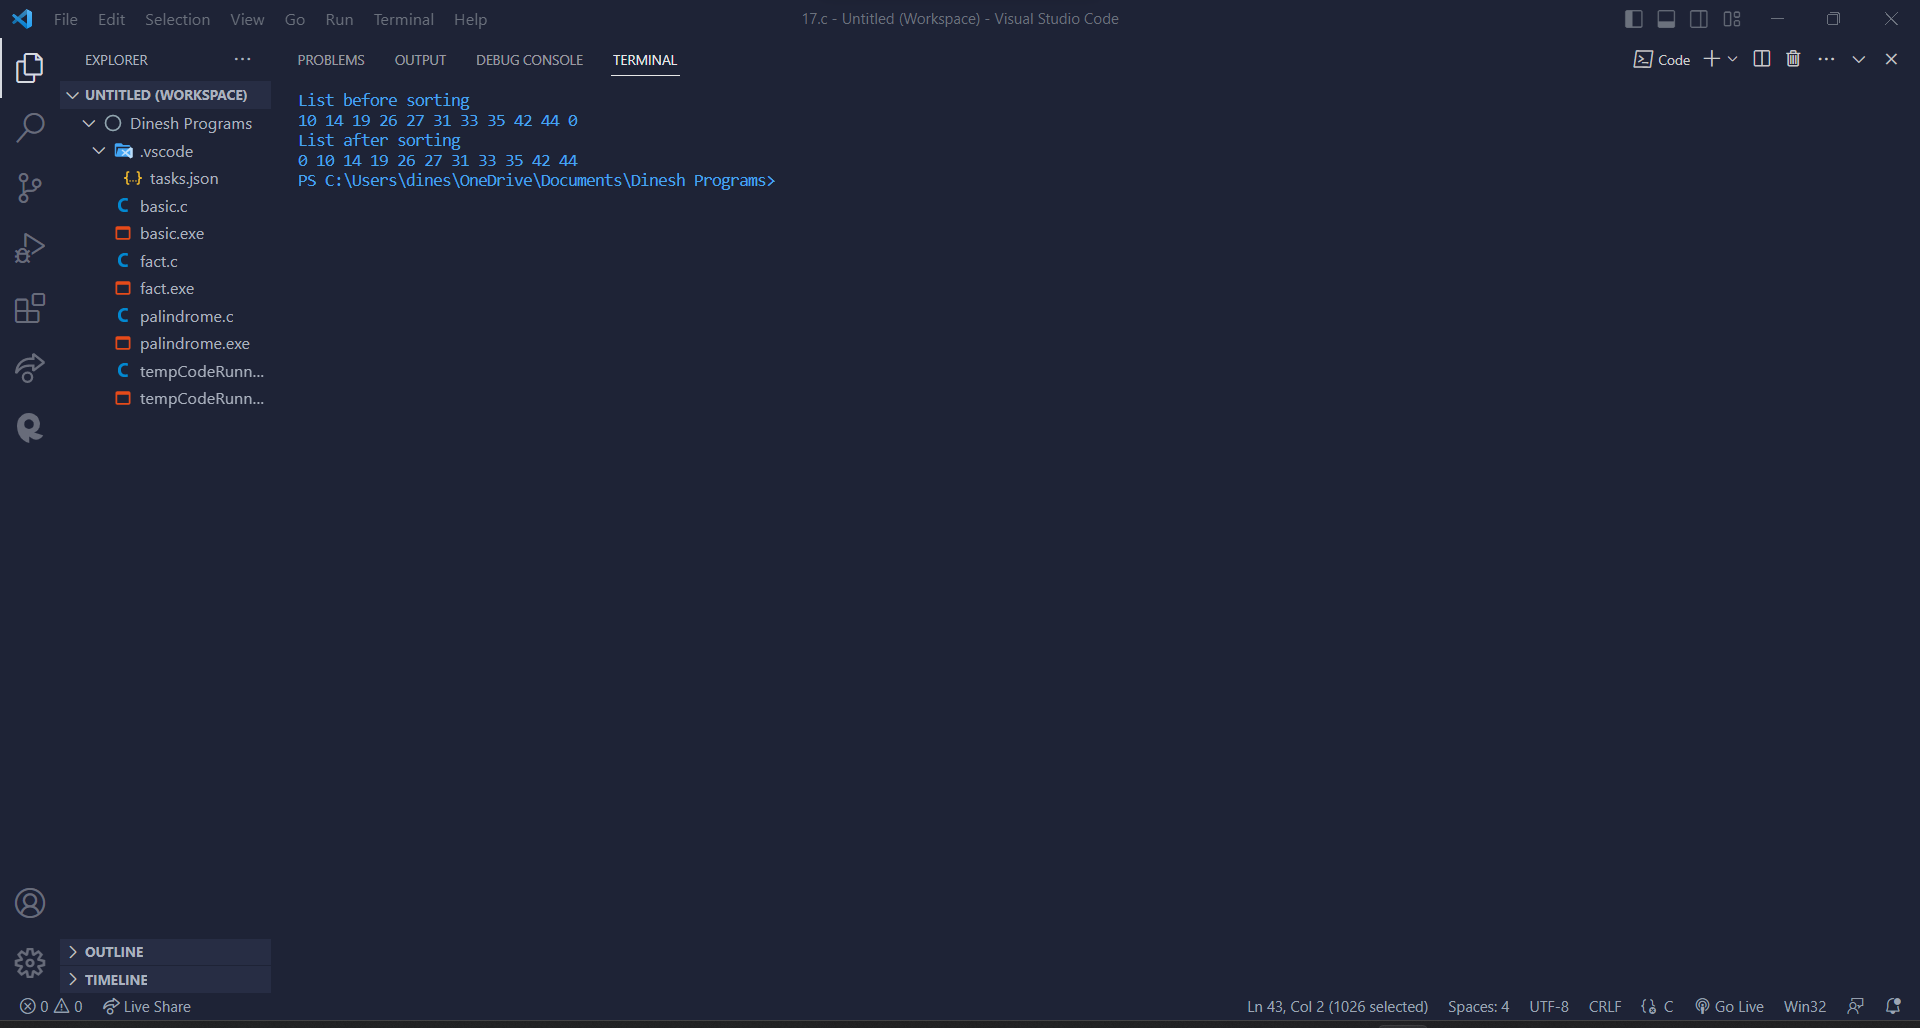 File Edit Selection View Go Run Terminal Help
17.c - Untitled (Workspace) - Visual Studio Code
EXPLORER
PROBLEMS OUTPUT DEBUG CONSOLE TERMINAL
Code
UNTITLED (WORKSPACE)
Dinesh Programs
.vscode
{..} tasks.json
C basic.c
basic.exe
C fact.c
fact.exe
C palindrome.c
palindrome.exe
C tempCodeRunn...
tempCodeRunn...
List before sorting
10 14 19 26 27 31 33 35 42 44 0
List after sorting
0 10 14 19 26 27 31 33 35 42 44
PS C:\Users\dines\OneDrive\Documents\Dinesh Programs>
OUTLINE
TIMELINE
0 0 Live Share
Ln 43, Col 2 (1026 selected) Spaces: 4 UTF-8 CRLF C Go Live Win32